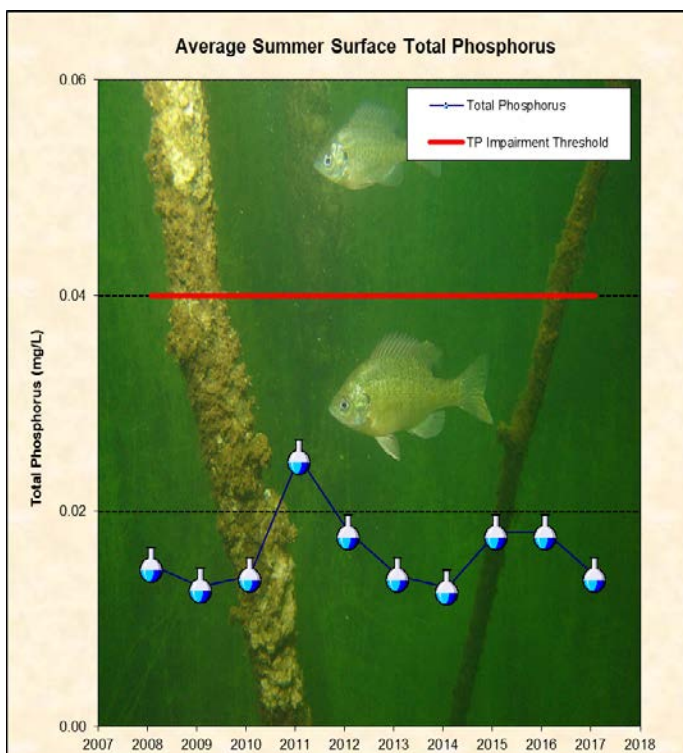 Average Summer Surface Total Phosphorus
0.06
Total Phosphorus
TP Impairment Threshold
0.04
Total Phosphorus (mg/L)
0.02
0.00
2007 2008 2009 2010 2011 2012 2013 2014 2015 2016 2017 2018